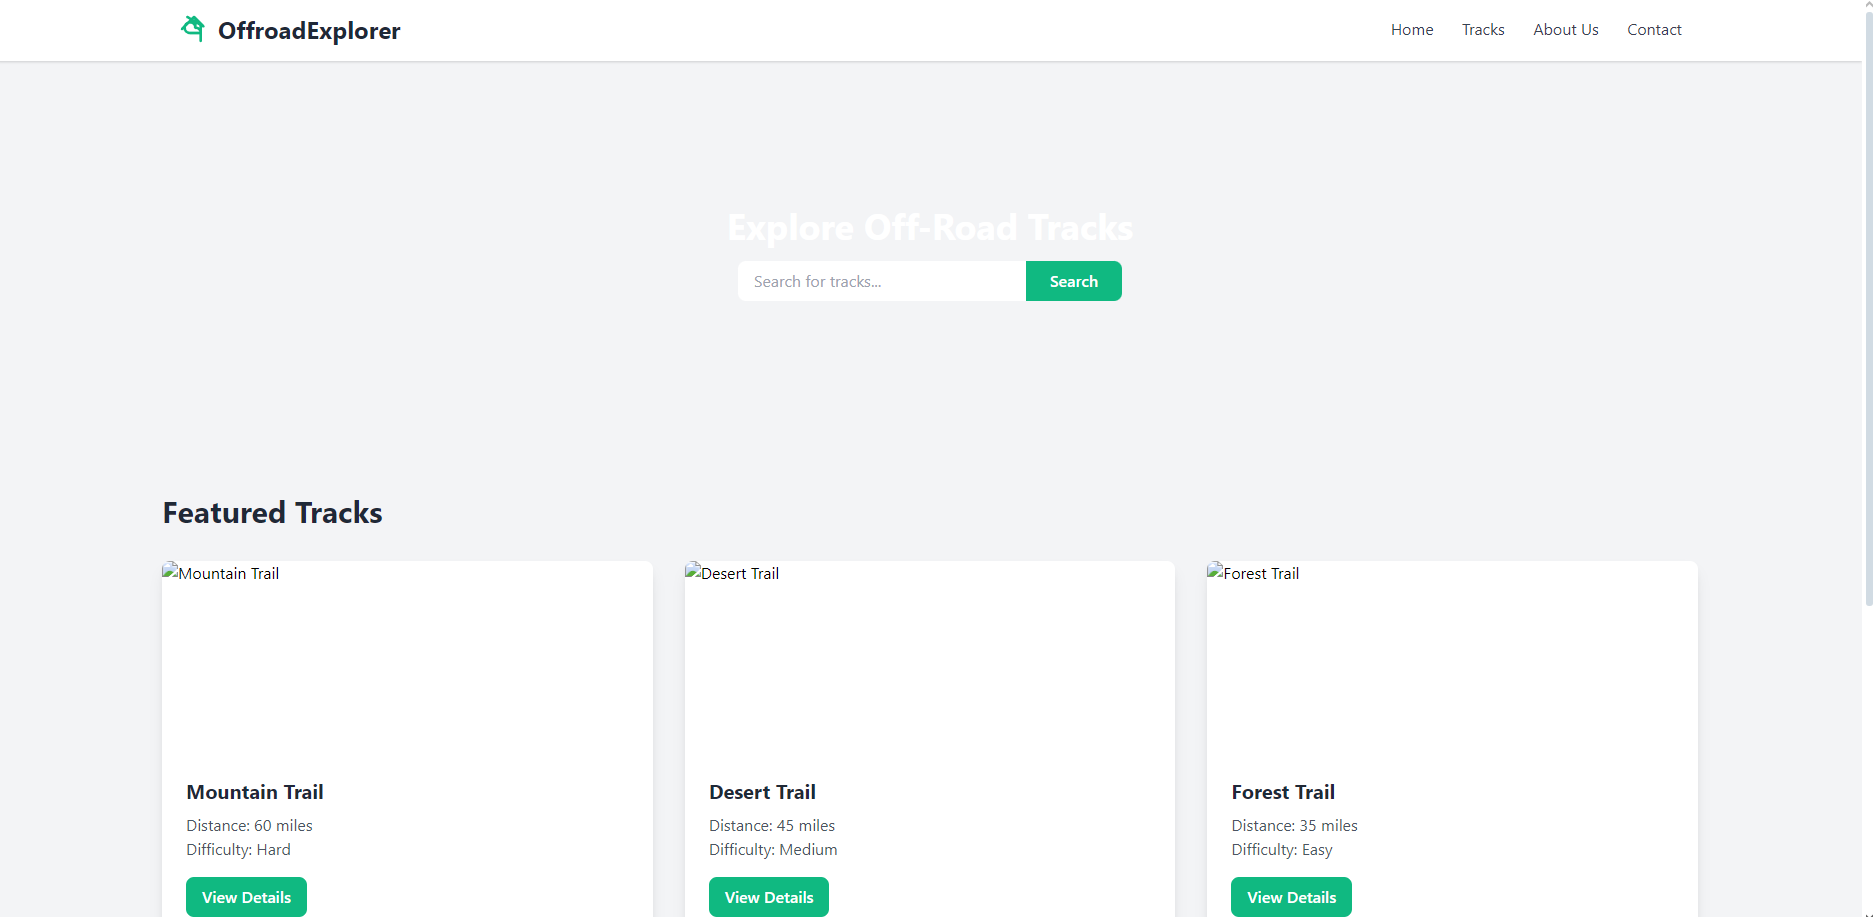 OffroadExplorer
Home Tracks About Us Contact
Explore Off-Road Tracks
Search for tracks... Search
Featured Tracks
Mountain Trail Desert Trail Forest Trail
Mountain Trail
Distance: 60 miles
Difficulty: Hard
View Details
Desert Trail
Distance: 45 miles
Difficulty: Medium
View Details
Forest Trail
Distance: 35 miles
Difficulty: Easy
View Details